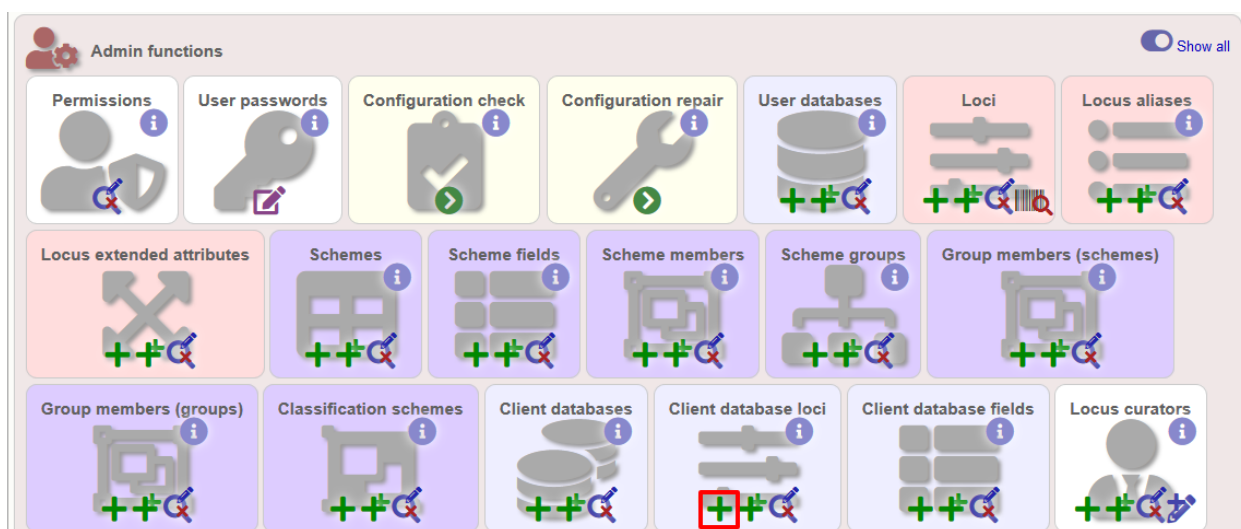 Admin functions
Show all
Permissions
User passwords
Configuration check
Configuration repair
User databases
Loci
Locus aliases
Locus extended attributes
Schemes
Scheme fields
Scheme members
Scheme groups
Group members (schemes)
Group members (groups)
Classification schemes
Client databases
Client database loci
Client database fields
Locus curators